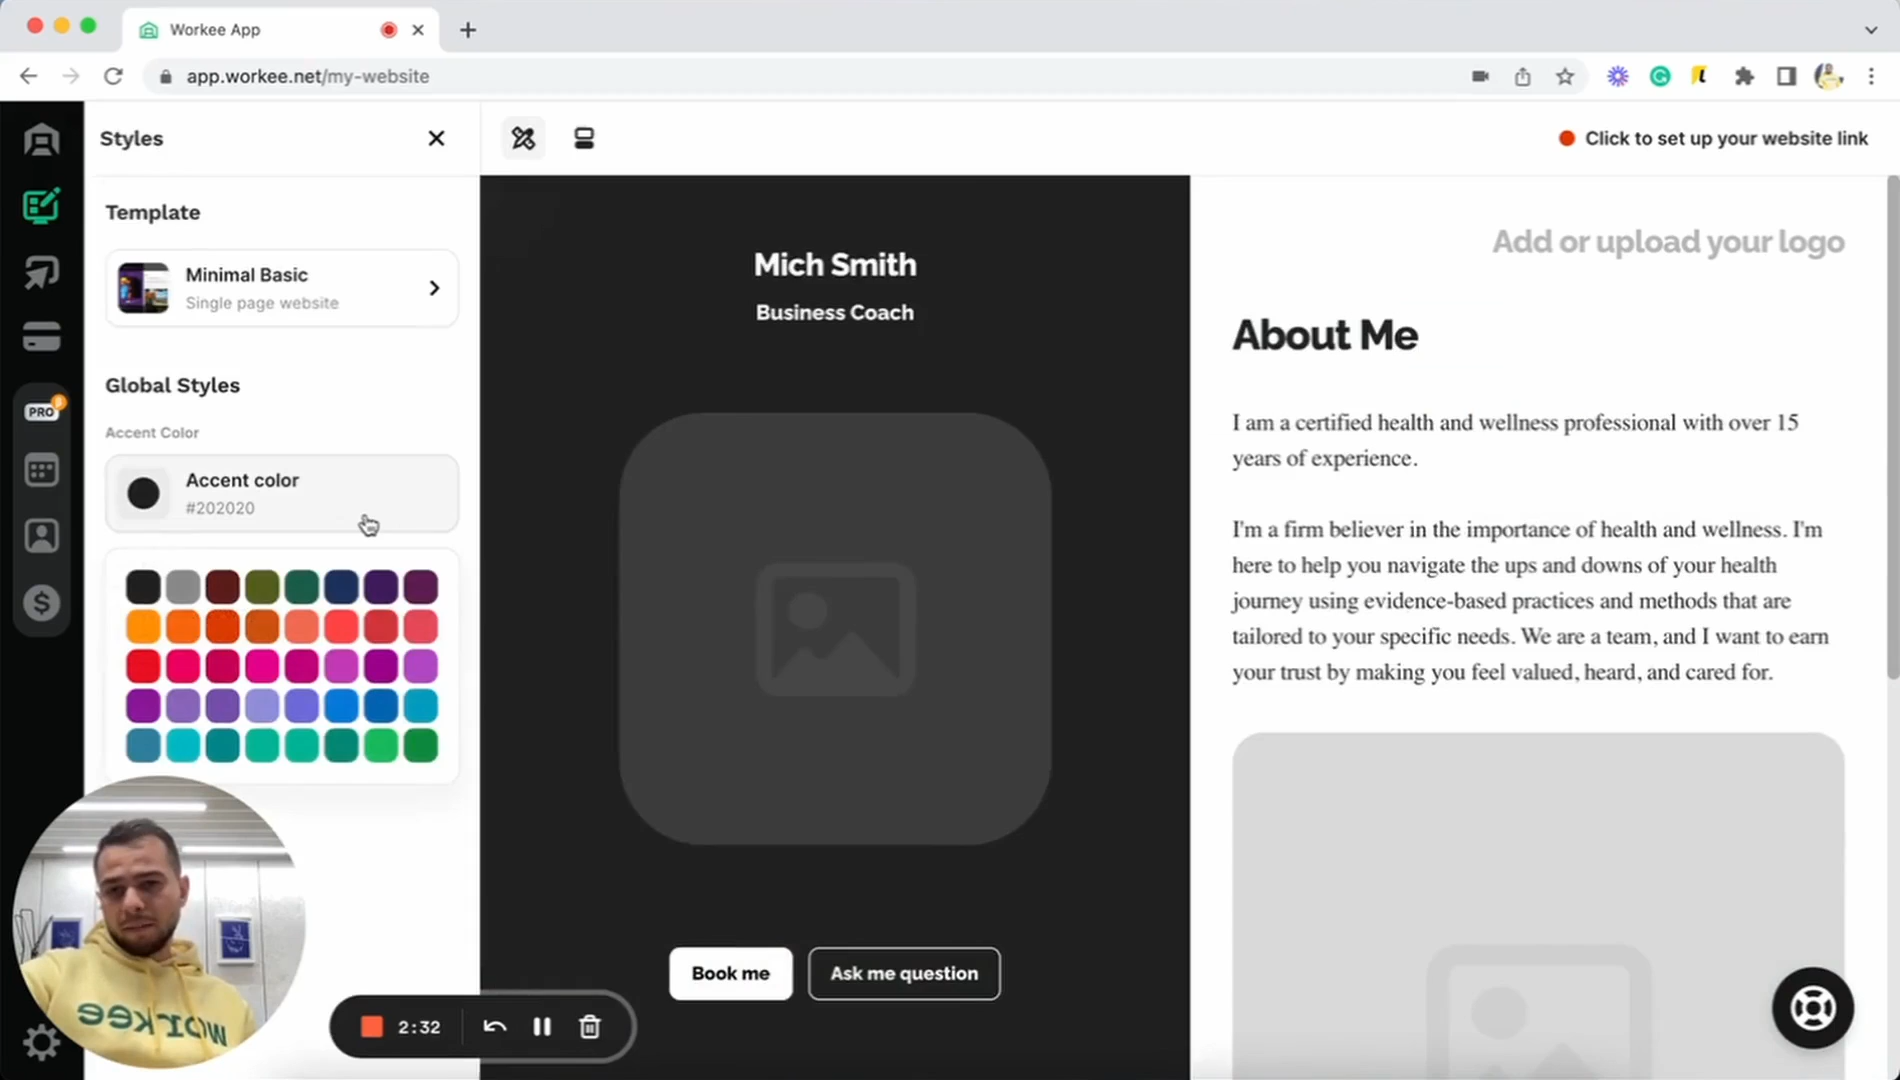 Workee App
app.workee.net/my-website
Styles
Click to set up your website link
Template
Minimal Basic
Single page website
Global Styles
Accent Color
Accent color
#202020
PRO
Mich Smith
Business Coach
Book me
Ask me question
Add or upload your logo
About Me
I am a certified health and wellness professional with over 15
years of experience.
I'm a firm believer in the importance of health and wellness. I'm
here to help you navigate the ups and downs of your health
journey using evidence-based practices and methods that are
tailored to your specific needs. We are a team, and I want to earn
your trust by making you feel valued, heard, and cared for.
workee
2:32